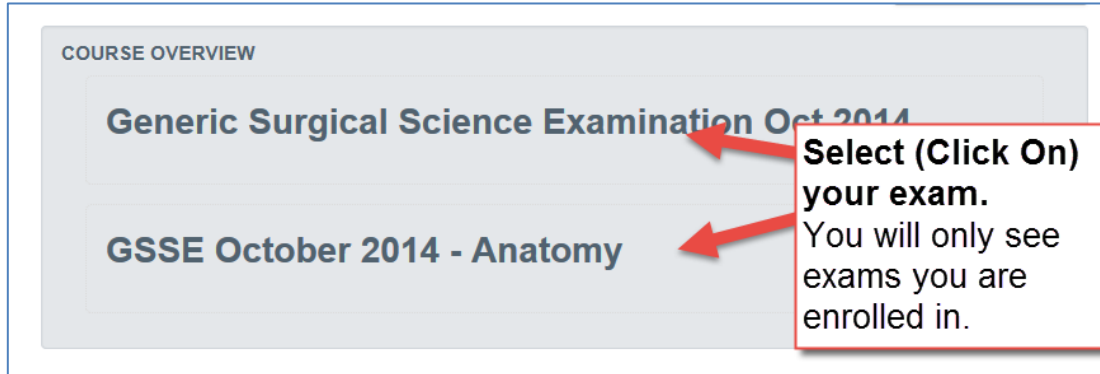 COURSE OVERVIEW
Generic Surgical Science Examination Oct 2014
GSSE October 2014 - Anatomy
Select (Click On)
your exam.
You will only see
exams you are
enrolled in.